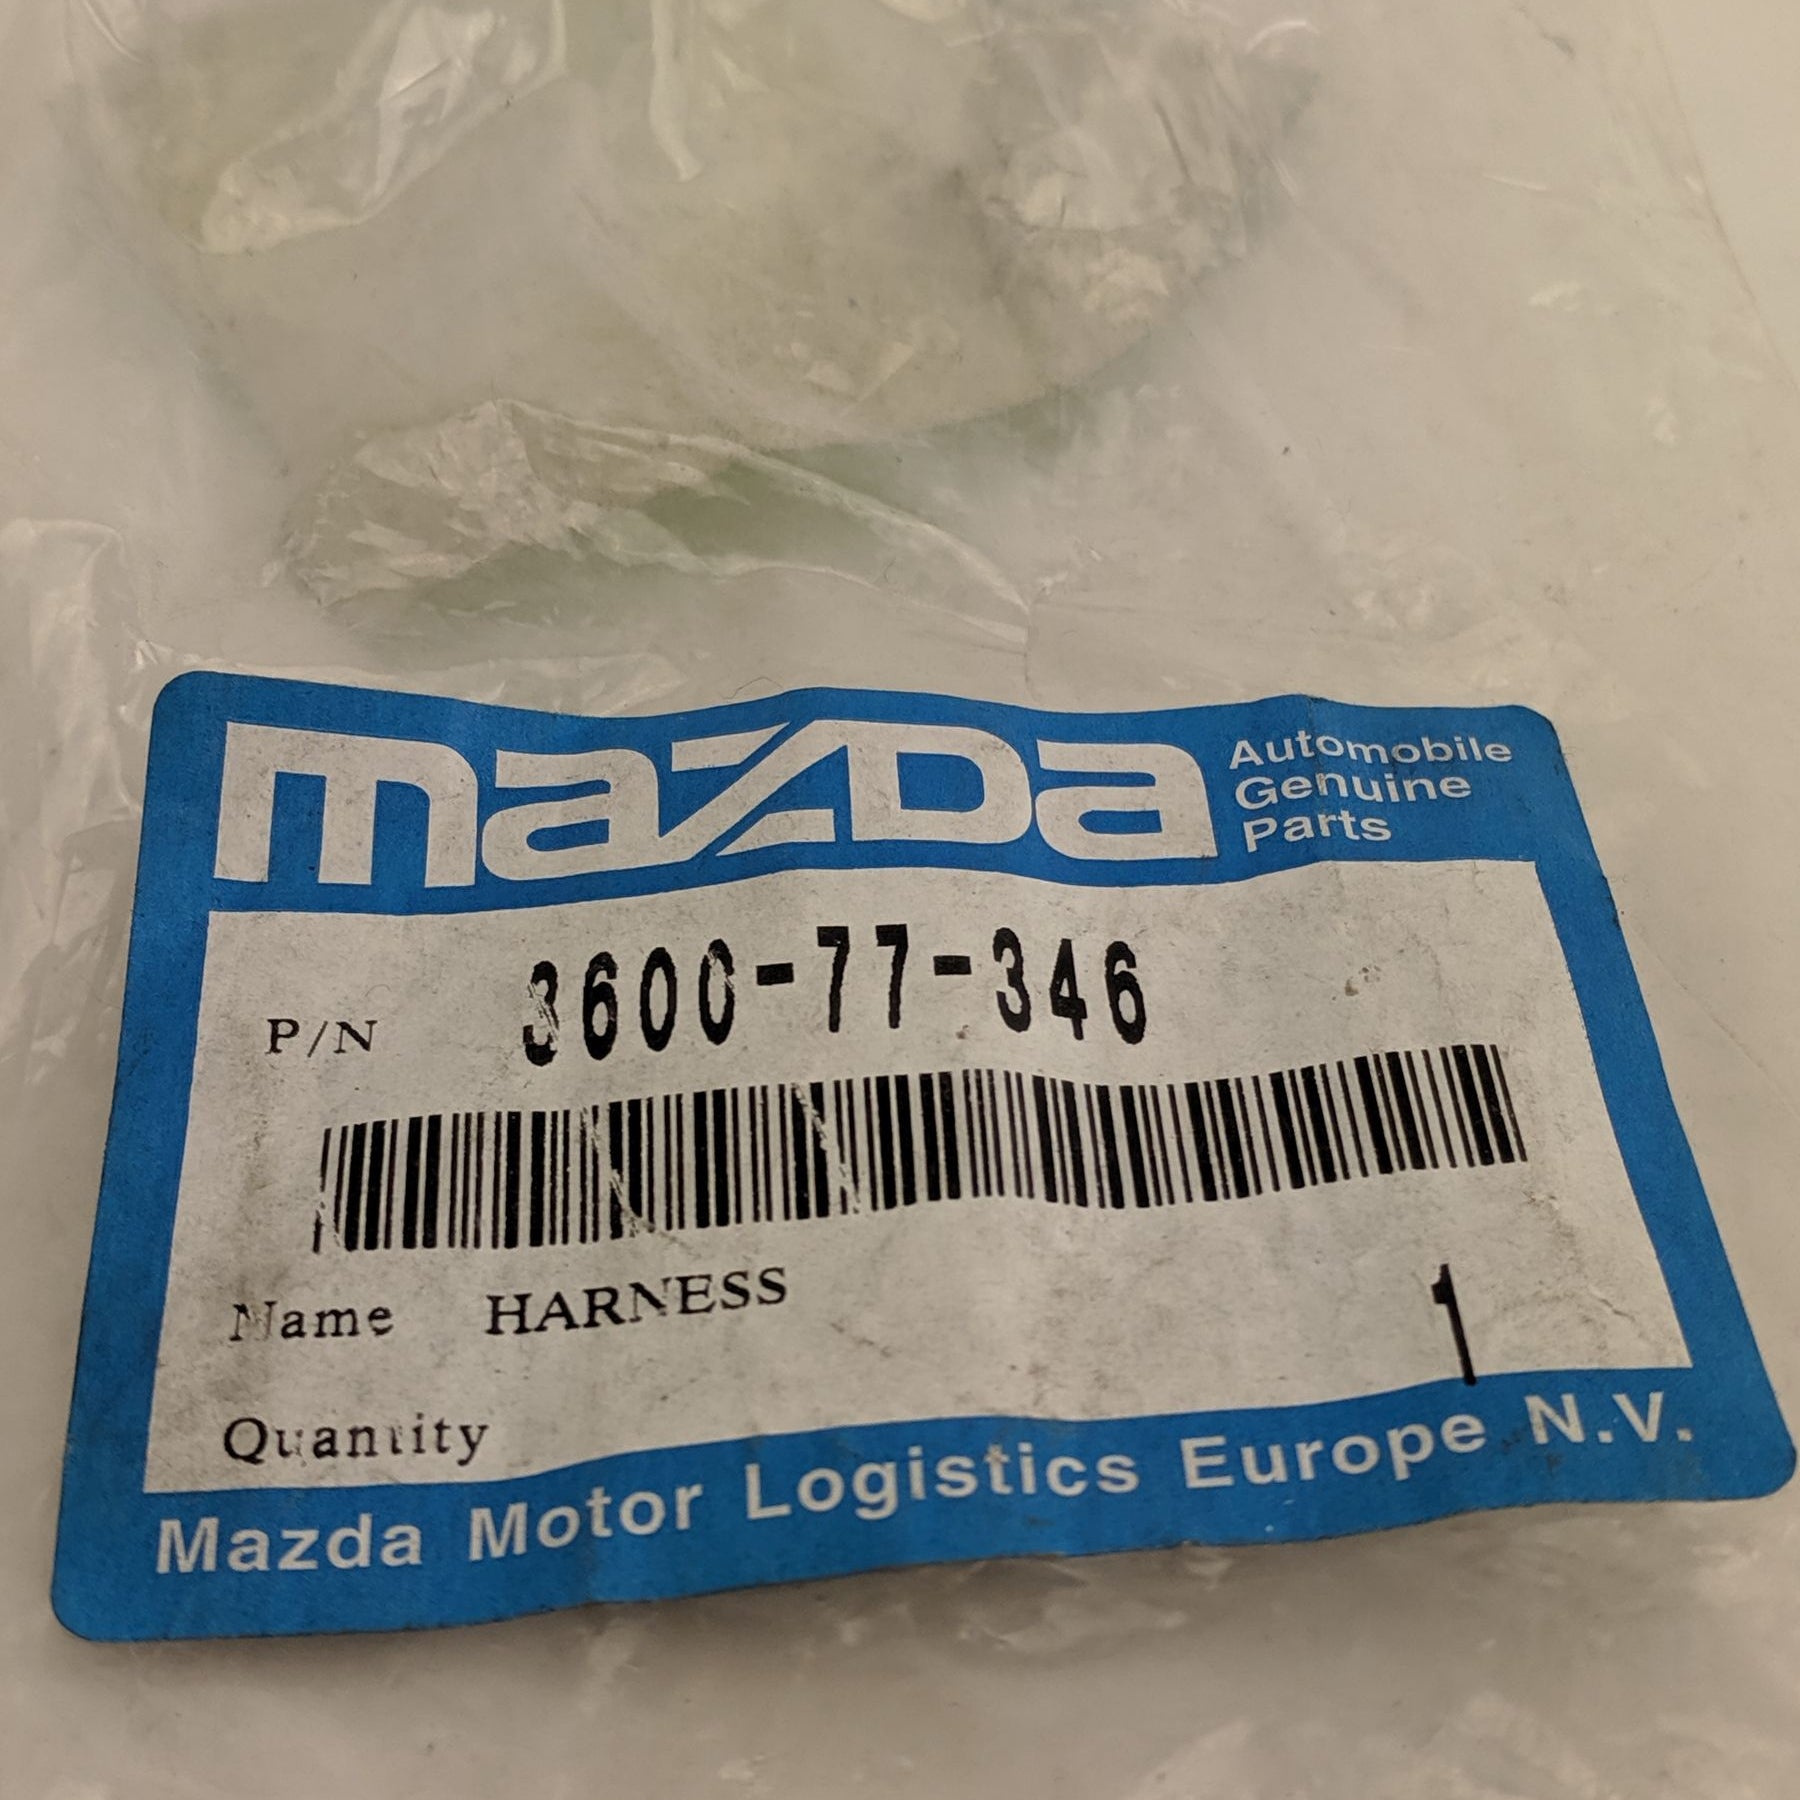 mazda Automobile
Genuine
Parts
P/N 3600-77-346
Name HARNESS
Quantity 1
Mazda Motor Logistics Europe N.V.